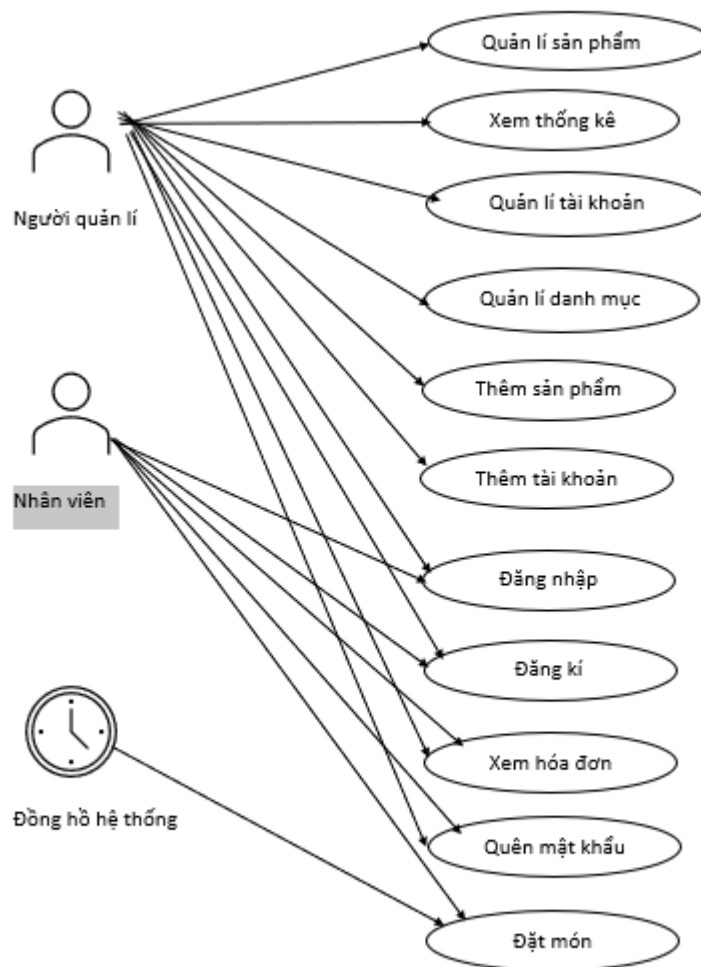 Quản lí sản phẩm
Xem thống kê
Quản lí tài khoản
Người quản lí
Quản lí danh mục
Thêm sản phẩm
Thêm tài khoản
Nhân viên
Đăng nhập
Đăng kí
Xem hóa đơn
Đồng hồ hệ thống
Quên mật khẩu
Đặt món